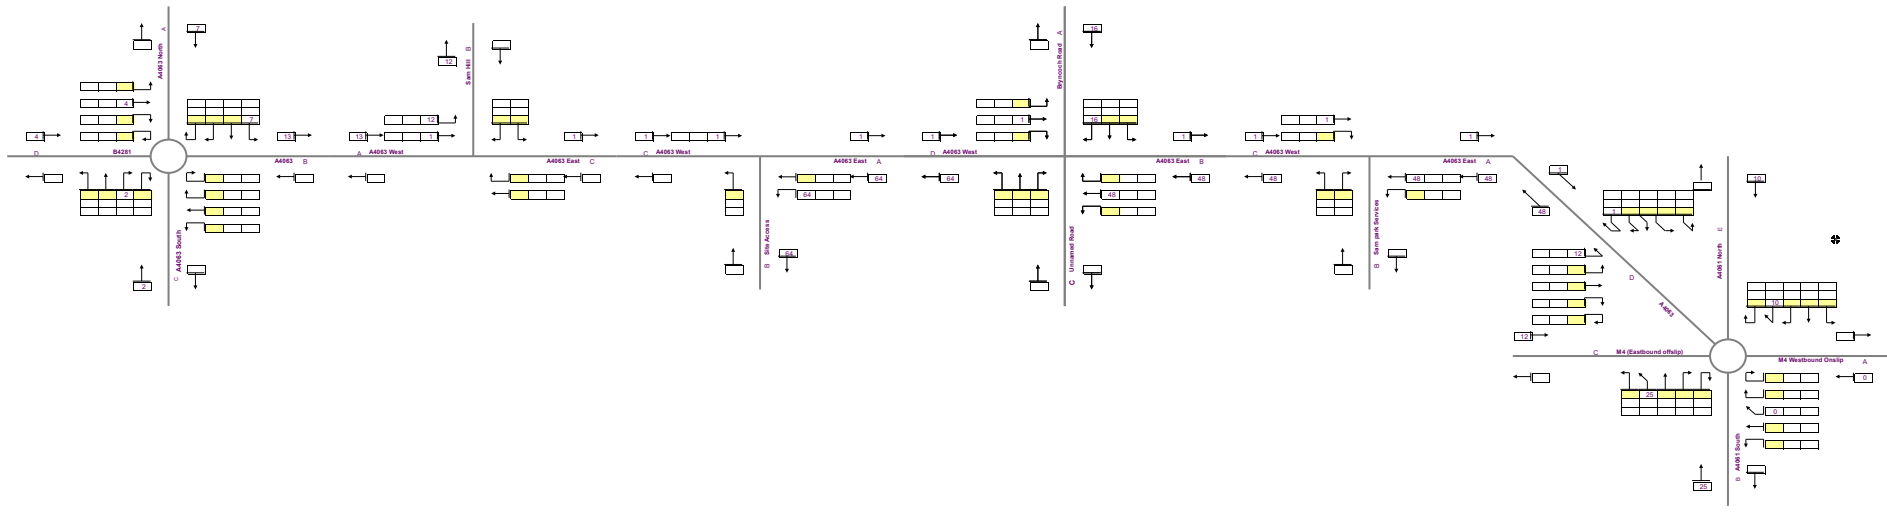 7
A
A4063 North
4
7
4
D
B4281
13
A4063
B
2
C
A4063 South
2
12
B
Sarn Hill
13
12
1
A
A4063 West
A4063 East
C
1
1
1
C
A4063 West
A4063 East
A
64
64
Site Access
B
64
16
A
Bryncoch Road
1
1
16
D
A4063 West
64
1
A4063 East
B
48
48
Unnamed Road
C
1
1
C
A4063 West
48
1
A4063 East
A
48
48
Sarn park Services
B
1
48
1
10
E
A4061 North
12
D
A4063
10
12
C
M4 (Eastbound offslip)
M4 Westbound Onslip
A
25
0
0
A4061 South
B
25